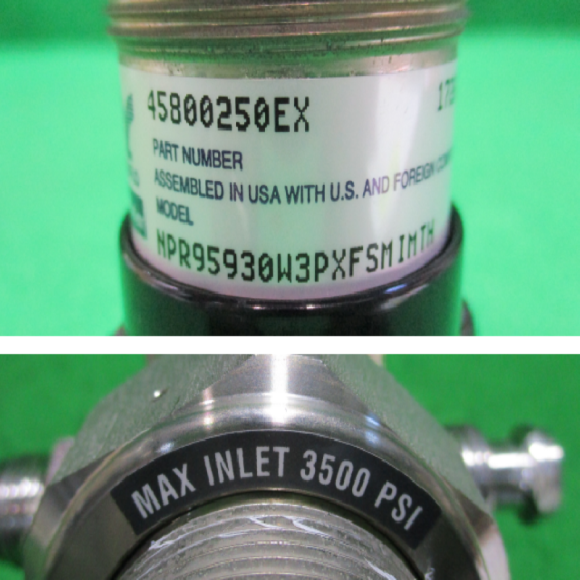 45800250EX
PART NUMBER
ASSEMBLED IN USA WITH U.S. AND FOREIGN
MODEL
NPR95930W3PXFSMIMTH
MAX INLET 3500 PSI